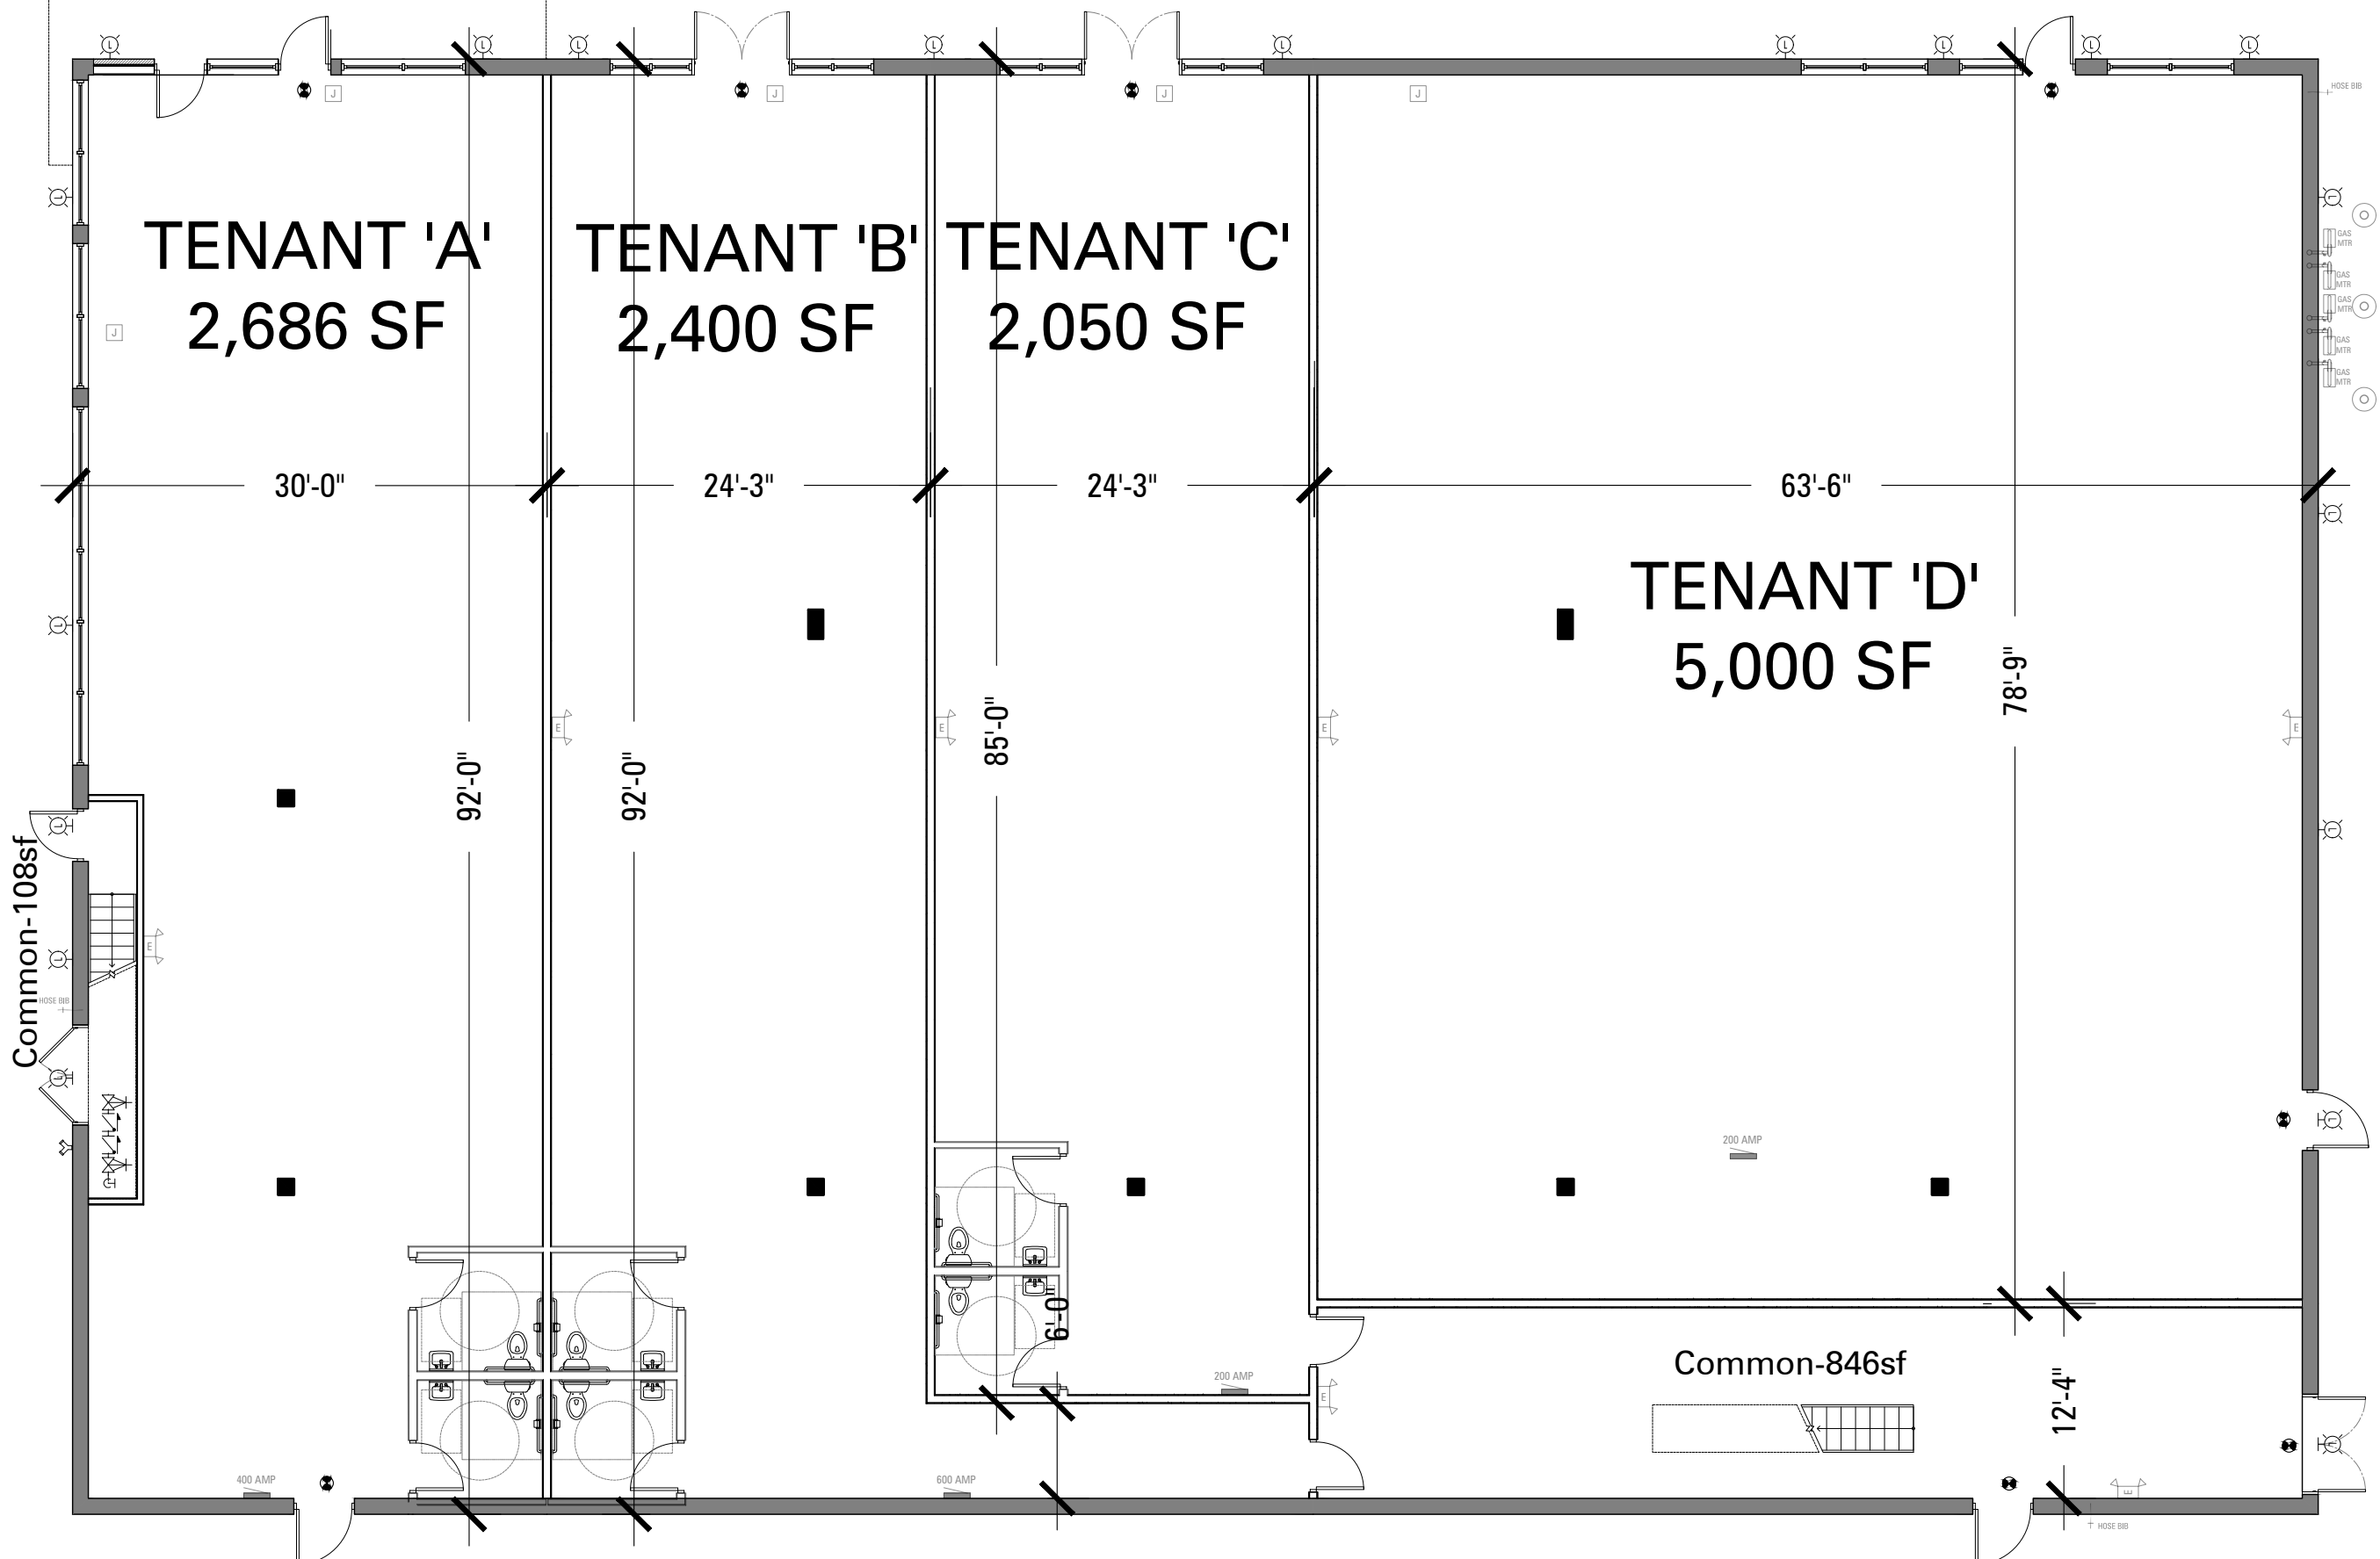 L
L
L
L
L
L
L
L
L
J
J
J
J
HOSE BIB
L
L
TENANT 'A'
2,686 SF
TENANT 'B'
2,400 SF
TENANT 'C'
2,050 SF
GAS
MTR
GAS
MTR
GAS
MTR
GAS
MTR
GAS
MTR
J
30'-0"
24'-3"
24'-3"
63'-6"
L
TENANT 'D'
5,000 SF
L
78'-9"
E
E
E
E
85'-0"
92'-0"
92'-0"
L
L
Common-108sf
E
L
HOSE BIB
L
L
200 AMP
6'-0"
Common-846sf
200 AMP
E
12'-4"
L
400 AMP
600 AMP
E
HOSE BIB